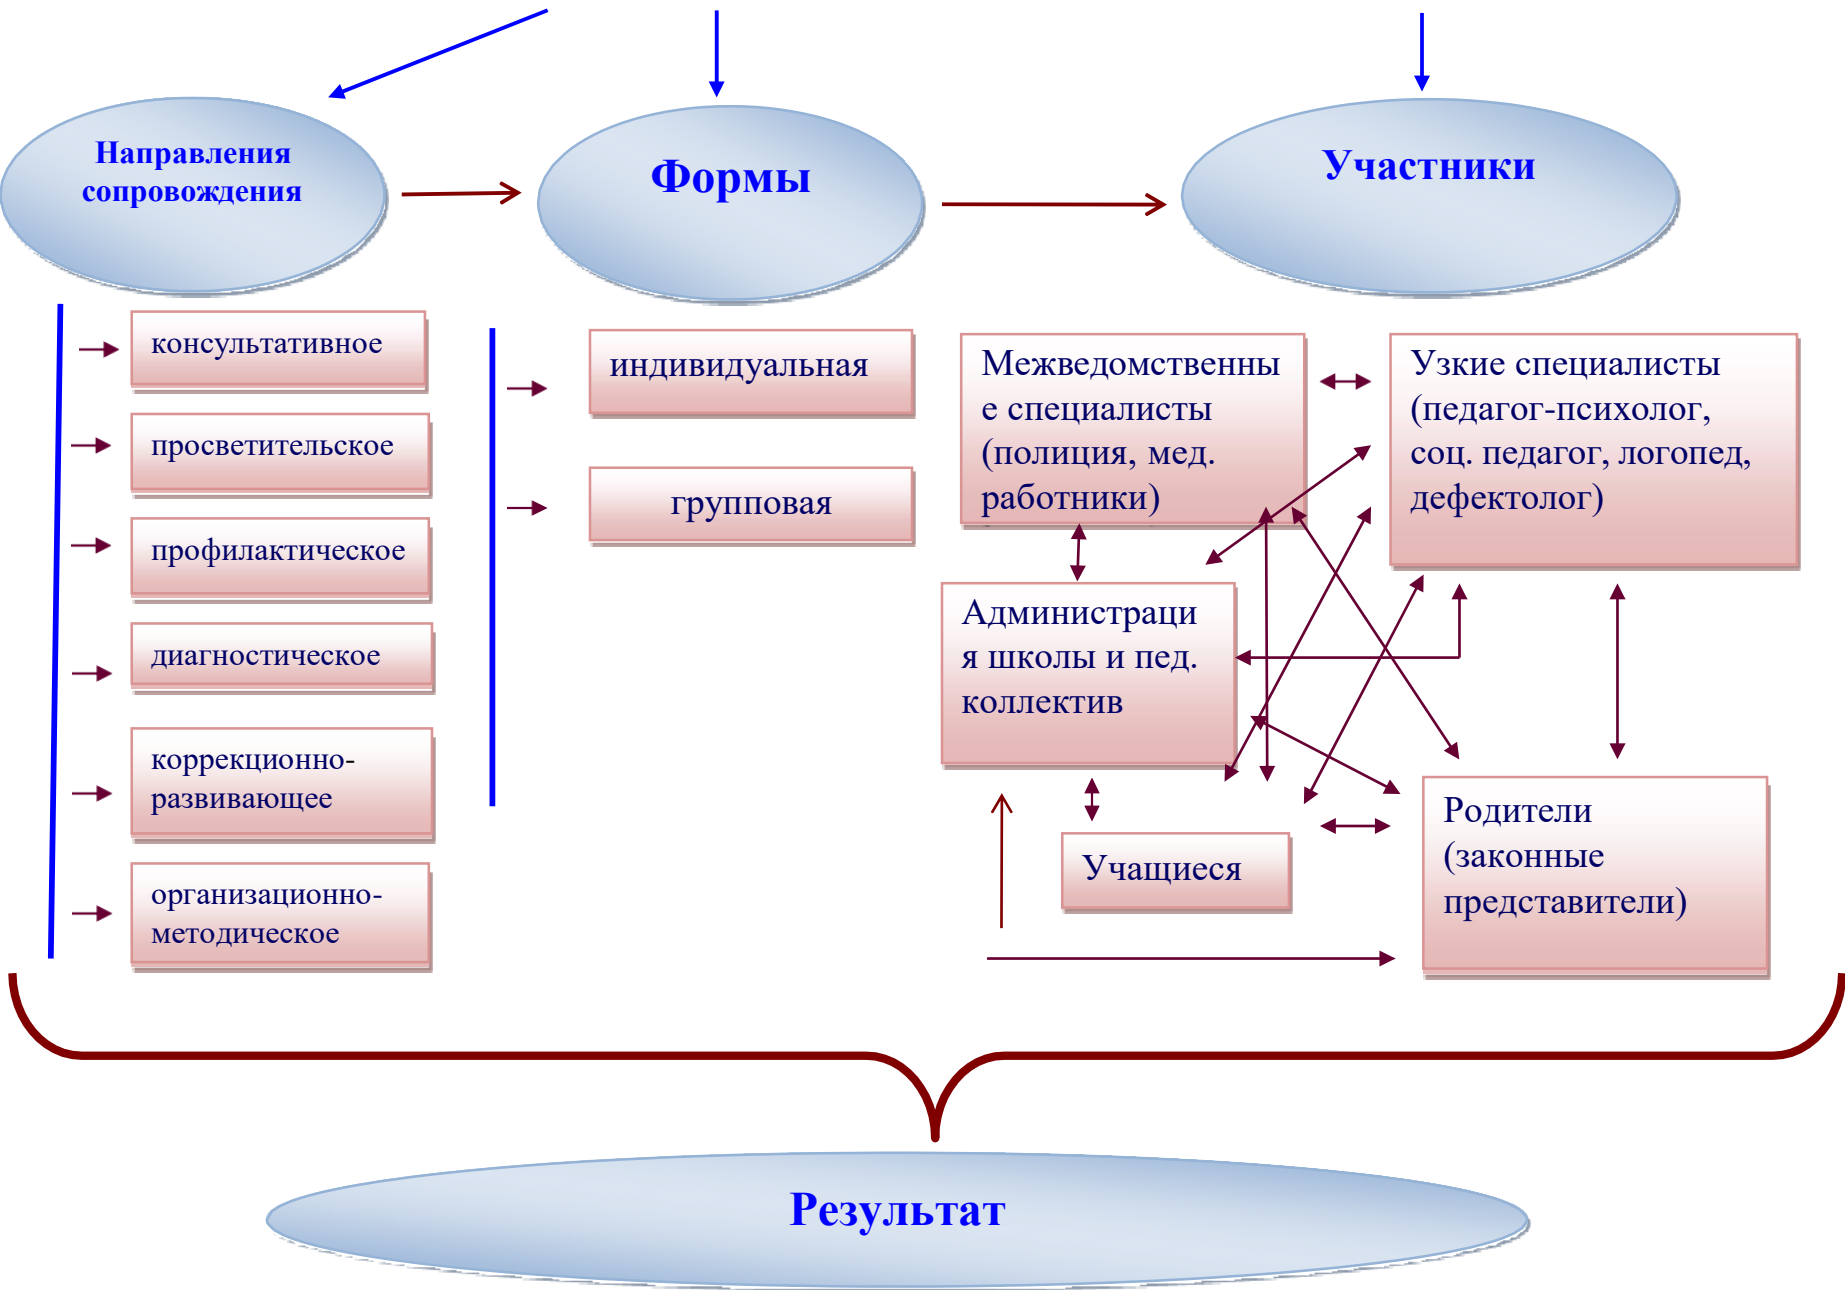 Направления
сопровождения
Формы
Участники
консультативное
просветительское
профилактическое
диагностическое
коррекционно-
развивающее
организационно-
методическое
индивидуальная
групповая
Межведомственны
е специалисты
(полиция, мед.
работники)
Узкие специалисты
(педагог-психолог,
соц. педагог, логопед,
дефектолог)
Администраци
я школы и пед.
коллектив
Учащиеся
Родители
(законные
представители)
Результат